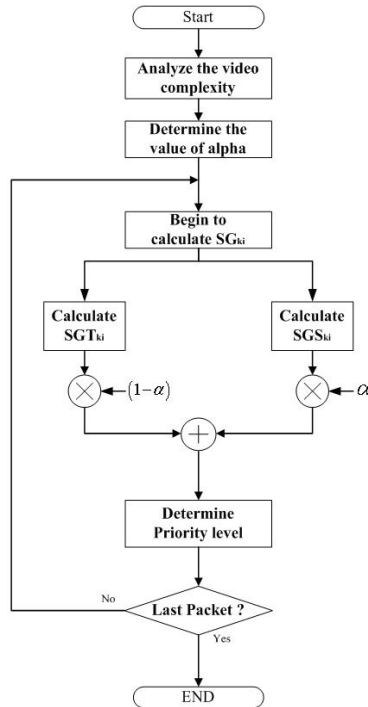 Start
Analyze the video
complexity
Determine the
value of alpha
Begin to
calculate SGki
Calculate
SGTki
Calculate
SGSki
(1−α)
α
Determine
Priority level
Last Packet ?
No
Yes
END